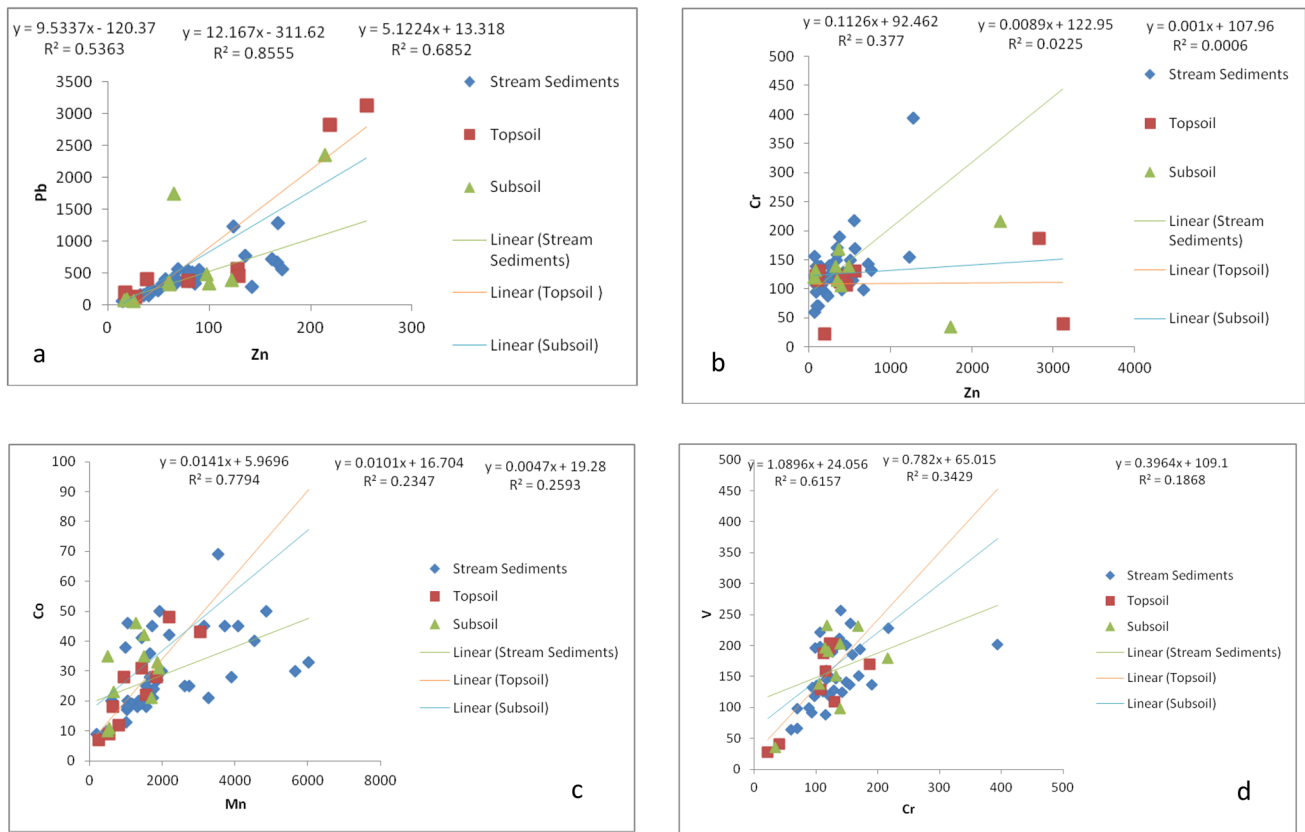 y = 9.5337x - 120.37
R² = 0.5363
y = 12.167x - 311.62
R² = 0.8555
y = 5.1224x + 13.318
R² = 0.6852
3500
3000
2500
2000
1500
1000
500
0
Pb
0 100 200 300
Zn
Stream Sediments
Topsoil
Subsoil
Linear (Stream
Sediments)
Linear (Topsoil )
Linear (Subsoil)
a
y = 0.1126x + 92.462
R² = 0.377
y = 0.0089x + 122.95
R² = 0.0225
y = 0.001x + 107.96
R² = 0.0006
500
450
400
350
300
250
200
150
100
50
0
Cr
0 1000 2000 3000 4000
Zn
Stream Sediments
Topsoil
Subsoil
Linear (Stream
Sediments)
Linear (Topsoil)
Linear (Subsoil)
b
y = 0.0141x + 5.9696
R² = 0.7794
y = 0.0101x + 16.704
R² = 0.2347
y = 0.0047x + 19.28
R² = 0.2593
100
90
80
70
60
50
40
30
20
10
0
Co
0 2000 4000 6000 8000
Mn
Stream Sediments
Topsoil
Subsoil
Linear (Stream Sediments)
Linear (Topsoil)
Linear (Subsoil)
c
y = 1.0896x + 24.056
R² = 0.6157
y = 0.782x + 65.015
R² = 0.3429
y = 0.3964x + 109.1
R² = 0.1868
500
450
400
350
300
250
200
150
100
50
0
V
0 100 200 300 400 500
Cr
Stream Sediments
Topsoil
Subsoil
Linear (Stream Sediments)
Linear (Topsoil)
Linear (Subsoil)
d